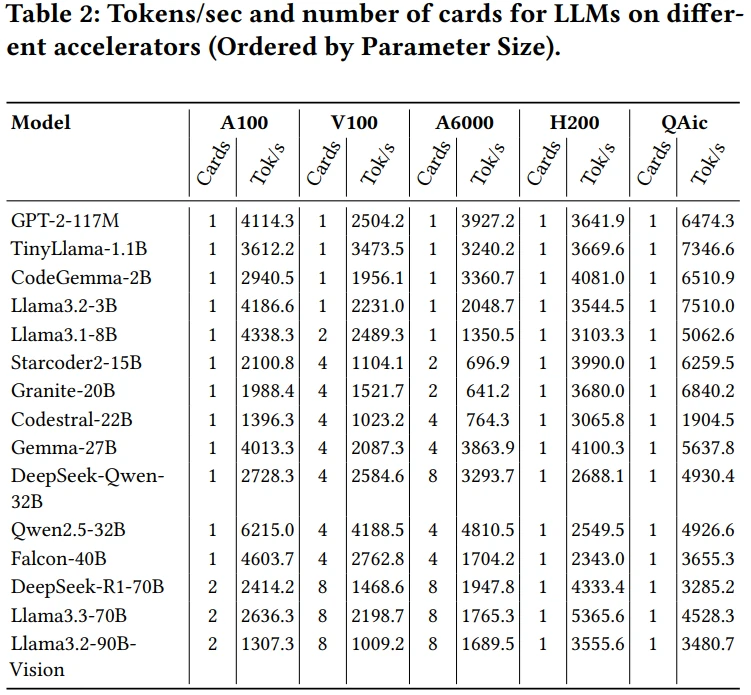 Table 2: Tokens/sec and number of cards for LLMs on differ-
ent accelerators (Ordered by Parameter Size).
Model A100 V100 A6000 H200 QAic
Cards Tok/s Cards Tok/s Cards Tok/s Cards Tok/s Cards Tok/s
GPT-2-117M 1 4114.3 1 2504.2 1 3927.2 1 3641.9 1 6474.3
TinyLlama-1.1B 1 3612.2 1 3473.5 1 3240.2 1 3669.6 1 7346.6
CodeGemma-2B 1 2940.5 1 1956.1 1 3360.7 1 4081.0 1 6510.9
Llama3.2-3B 1 4186.6 1 2231.0 1 2048.7 1 3544.5 1 7510.0
Llama3.1-8B 1 4338.3 2 2489.3 1 1350.5 1 3103.3 1 5062.6
Starcoder2-15B 1 2100.8 4 1104.1 2 696.9 1 3990.0 1 6259.5
Granite-20B 1 1988.4 4 1521.7 2 641.2 1 3680.0 1 6840.2
Codestral-22B 1 1396.3 4 1023.2 4 764.3 1 3065.8 1 1904.5
Gemma-27B 1 4013.3 4 2087.3 4 3863.9 1 4100.3 1 5637.8
DeepSeek-Qwen- 1 2728.3 4 2584.6 8 3293.7 1 2688.1 1 4930.4
32B
Qwen2.5-32B 1 6215.0 4 4188.5 4 4810.5 1 2549.5 1 4926.6
Falcon-40B 1 4603.7 4 2762.8 4 1704.2 1 2343.0 1 3655.3
DeepSeek-R1-70B 2 2414.2 8 1468.6 8 1947.8 1 4333.4 1 3285.2
Llama3.3-70B 2 2636.3 8 2198.7 8 1765.3 1 5365.6 1 4528.3
Llama3.2-90B- 2 1307.3 8 1009.2 8 1689.5 1 3555.6 1 3480.7
Vision